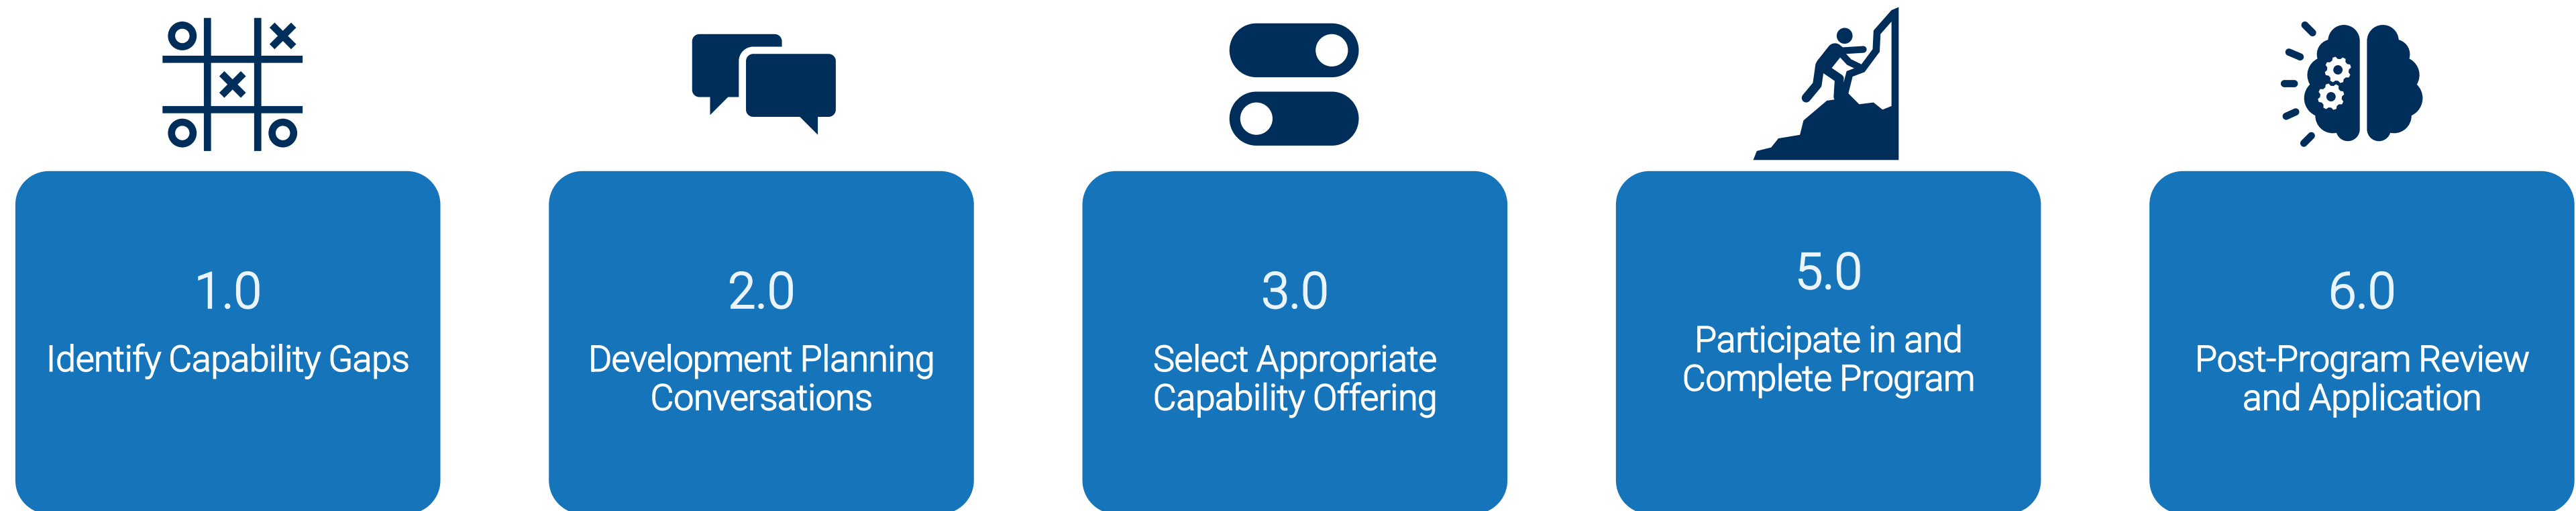 1.0
Identify Capability Gaps
2.0
Development Planning
Conversations
3.0
Select Appropriate
Capability Offering
5.0
Participate in and
Complete Program
6.0
Post-Program Review
and Application